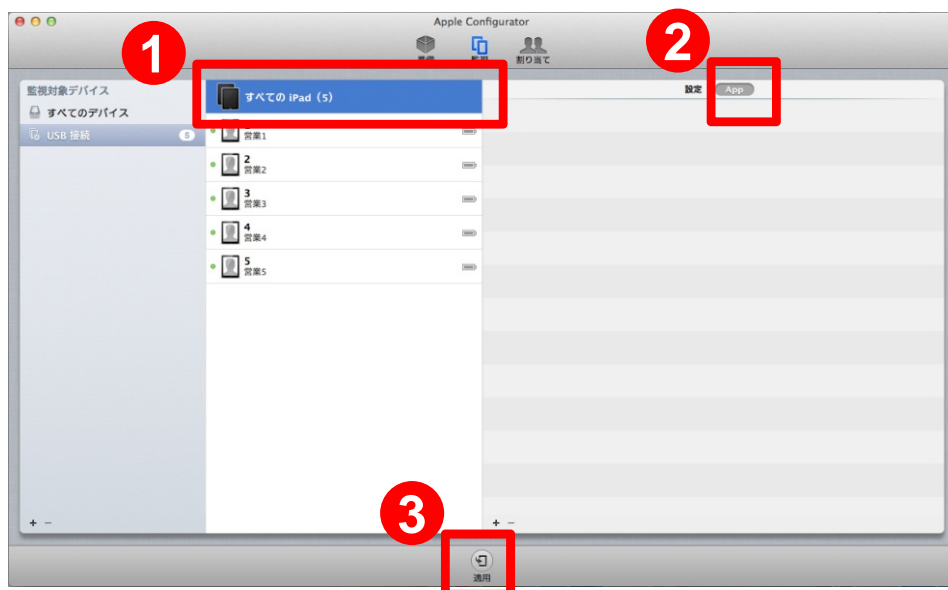 Apple Configurator
1
2
割り当て
監視対象デバイス
すべてのデバイス
USB 接続 5
すべての iPad（5）
設定 App
営業1
2
営業2
3
営業3
4
営業4
5
営業5
+ −
3
+ −
適用